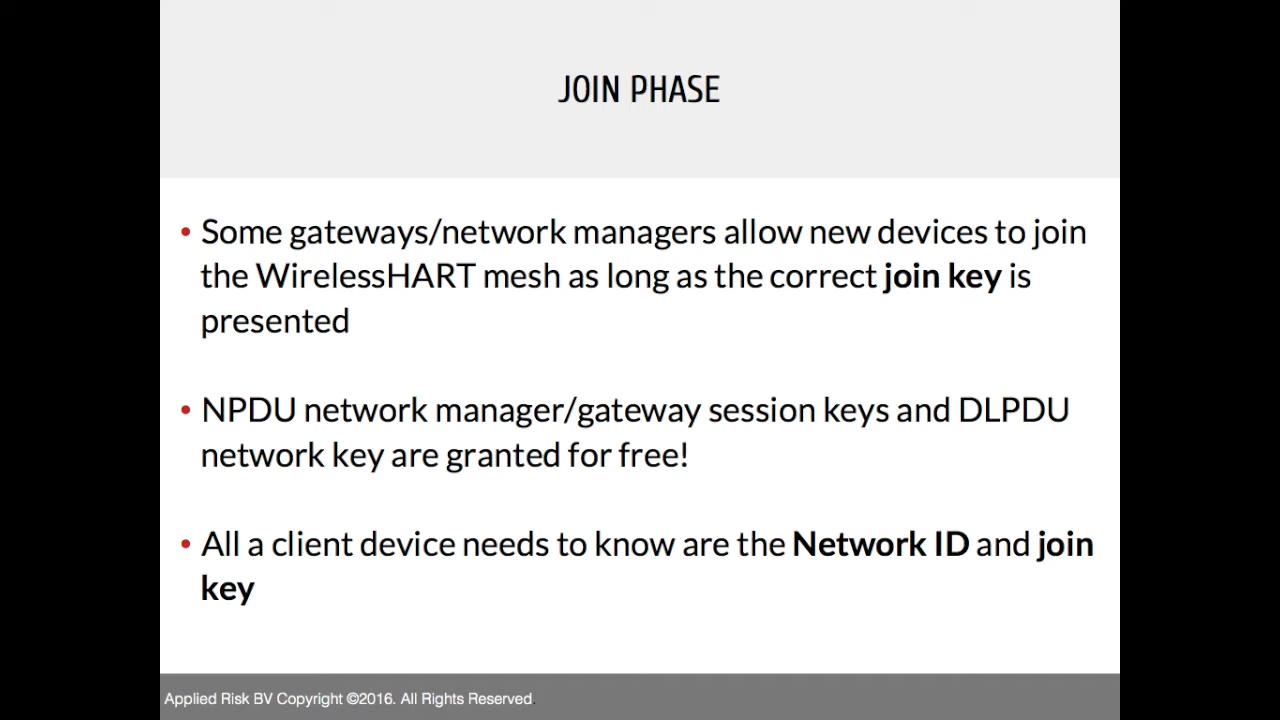 JOIN PHASE
• Some gateways/network managers allow new devices to join
the WirelessHART mesh as long as the correct join key is
presented
• NPDU network manager/gateway session keys and DLPDU
network key are granted for free!
• All a client device needs to know are the Network ID and join
key
Applied Risk BV Copyright ©2016. All Rights Reserved.